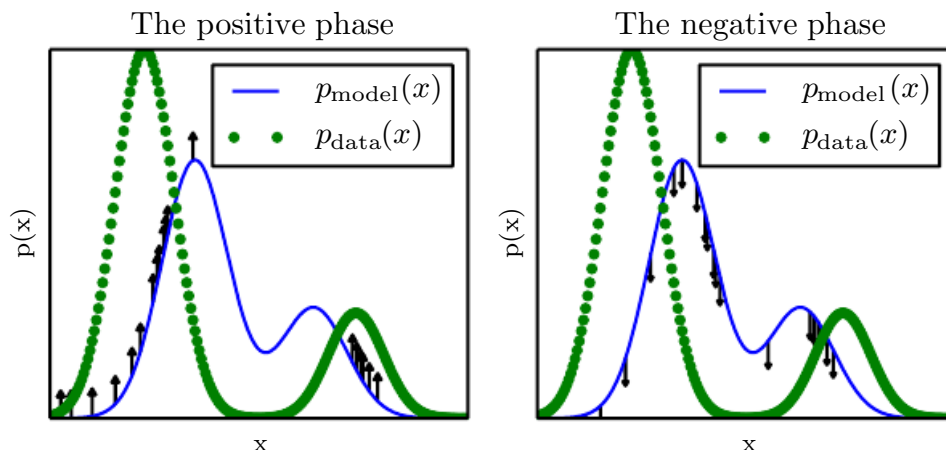 The positive phase
p_model(x)
p_data(x)
p(x)
x
The negative phase
p_model(x)
p_data(x)
p(x)
x